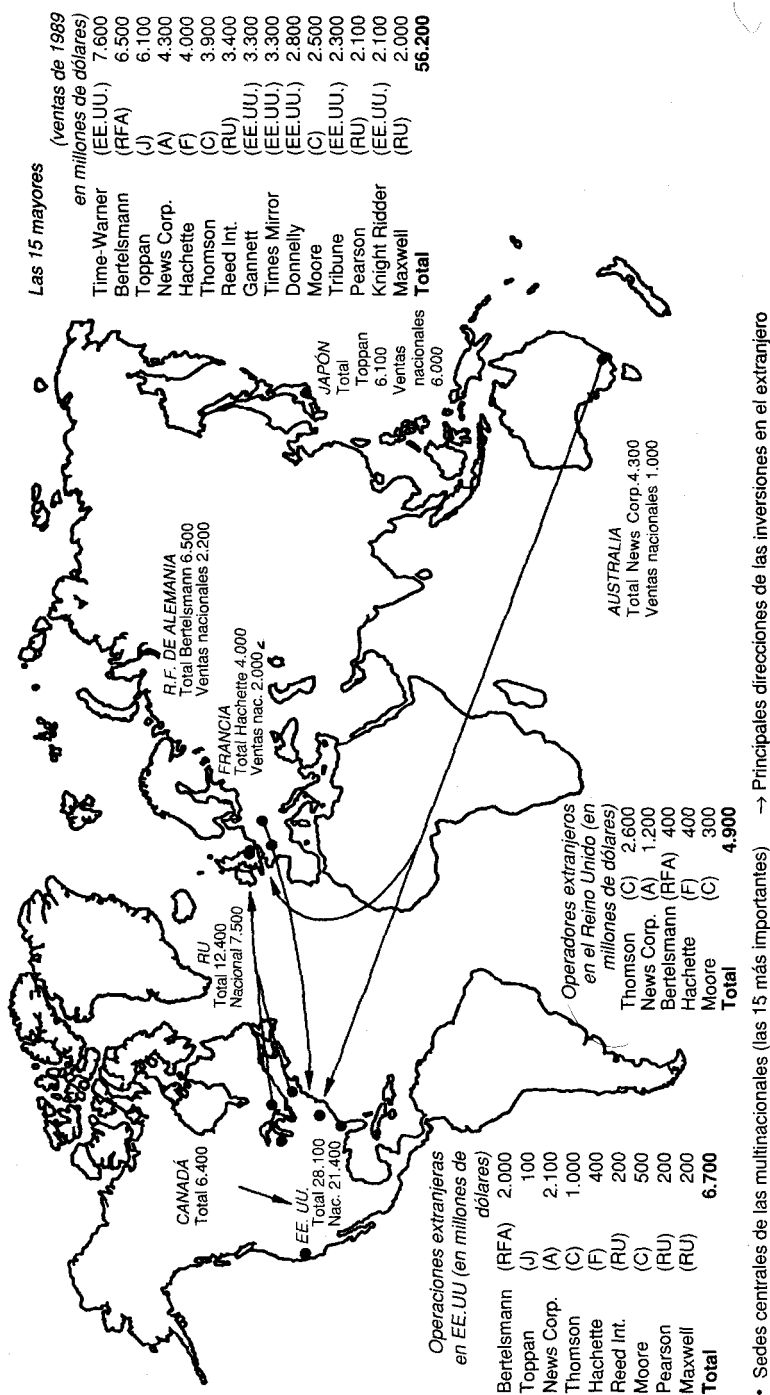 Las 15 mayores
(ventas de 1989
en millones de dólares)
Time-Warner (EE.UU.) 7.600
Bertelsmann (RFA) 6.500
Toppan (J) 6.100
News Corp. (A) 4.300
Hachette (F) 4.000
Thomson (C) 3.900
Reed Int. (RU) 3.400
Gannett (EE.UU.) 3.300
Times Mirror (EE.UU.) 3.300
Donnelly (EE.UU.) 2.800
Moore (C) 2.500
Tribune (EE.UU.) 2.300
Pearson (RU) 2.100
Knight Ridder (EE.UU.) 2.100
Maxwell (RU) 2.000
Total 56.200
CANADÁ
Total 6.400
EE. UU.
Total 28.100
Nac. 21.400
RU
Total 12.400
Nacional 7.500
FRANCIA
Total Hachette 4.000
Ventas nac. 2.000
R.F. DE ALEMANIA
Total Bertelsmann 6.500
Ventas nacionales 2.200
JAPÓN
Total
Toppan
6.100
Ventas
nacionales
6.000
AUSTRALIA
Total News Corp.4.300
Ventas nacionales 1.000
Operaciones extranjeras
en EE.UU (en millones de
dólares)
Bertelsmann (RFA) 2.000
Toppan (J) 100
News Corp. (A) 2.100
Thomson (C) 1.000
Hachette (F) 400
Reed Int. (RU) 200
Moore (C) 500
Pearson (RU) 200
Maxwell (RU) 200
Total 6.700
Operadores extranjeros
en el Reino Unido (en
millones de dólares)
Thomson (C) 2.600
News Corp. (A) 1.200
Bertelsmann (RFA) 400
Hachette (F) 400
Moore (C) 300
Total 4.900
• Sedes centrales de las multinacionales (las 15 más importantes) → Principales direcciones de las inversiones en el extranjero